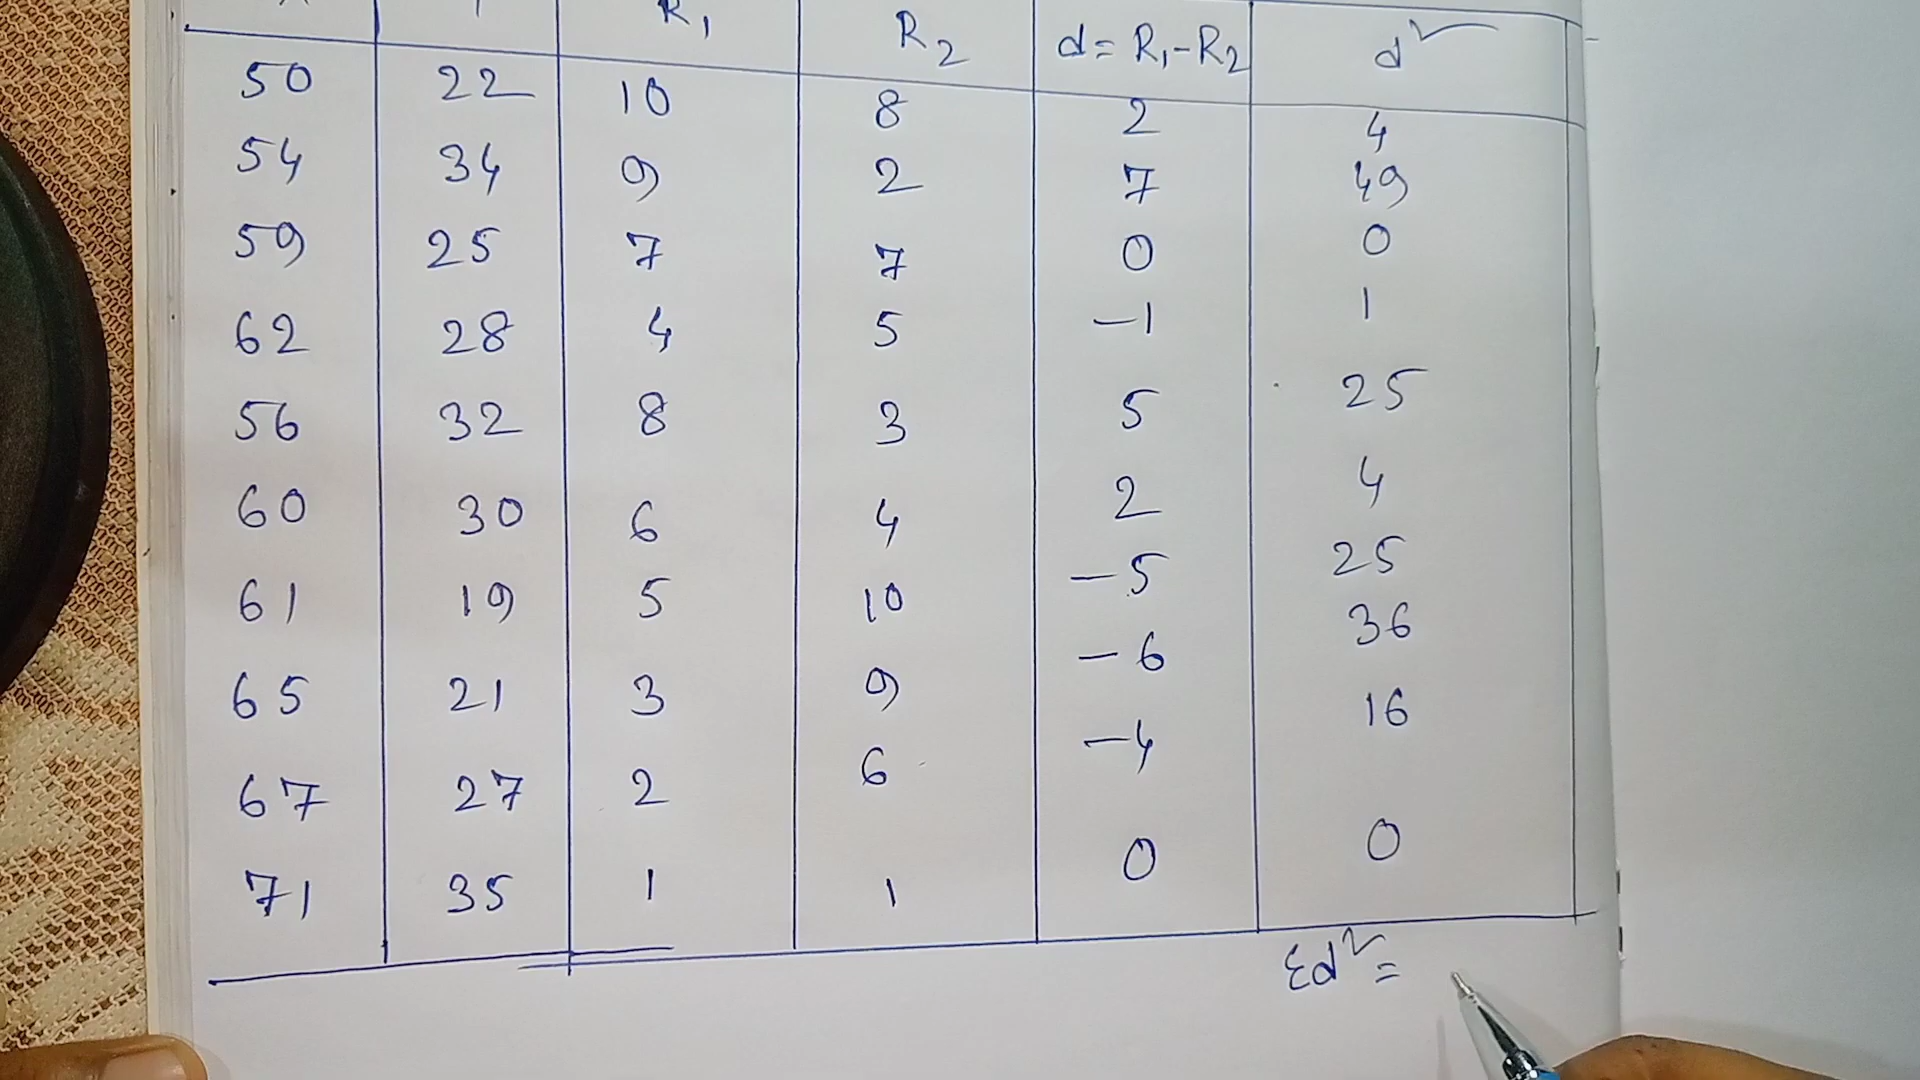 R₁ R₂ d = R₁-R₂ d²
50 22 10 8 2 4
54 34 9 2 7 49
59 25 7 7 0 0
62 28 4 5 -1 1
56 32 8 3 5 25
60 30 6 4 2 4
61 19 5 10 -5 25
65 21 3 9 -6 36
67 27 2 6 -4 16
71 35 1 1 0 0
Σd² =